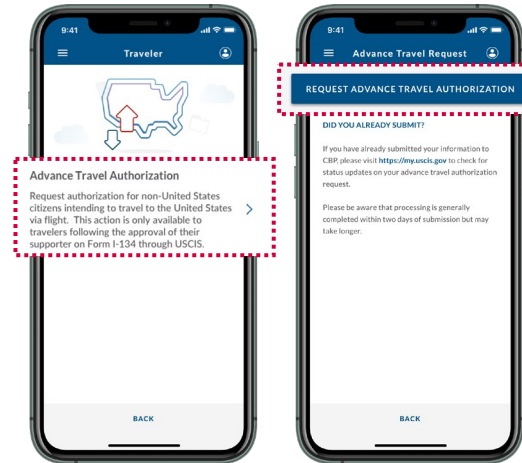 9:41
Traveler
Advance Travel Authorization
Request authorization for non-United States
citizens intending to travel to the United States
via flight. This action is only available to
travelers following the approval of their
supporter on Form I-134 through USCIS.
BACK
9:41
Advance Travel Request
REQUEST ADVANCE TRAVEL AUTHORIZATION
DID YOU ALREADY SUBMIT?
If you have already submitted your information to
CBP, please visit https://my.uscis.gov to check for
status updates on your advance travel authorization
request.
Please be aware that processing is generally
completed within two days of submission but may
take longer.
BACK